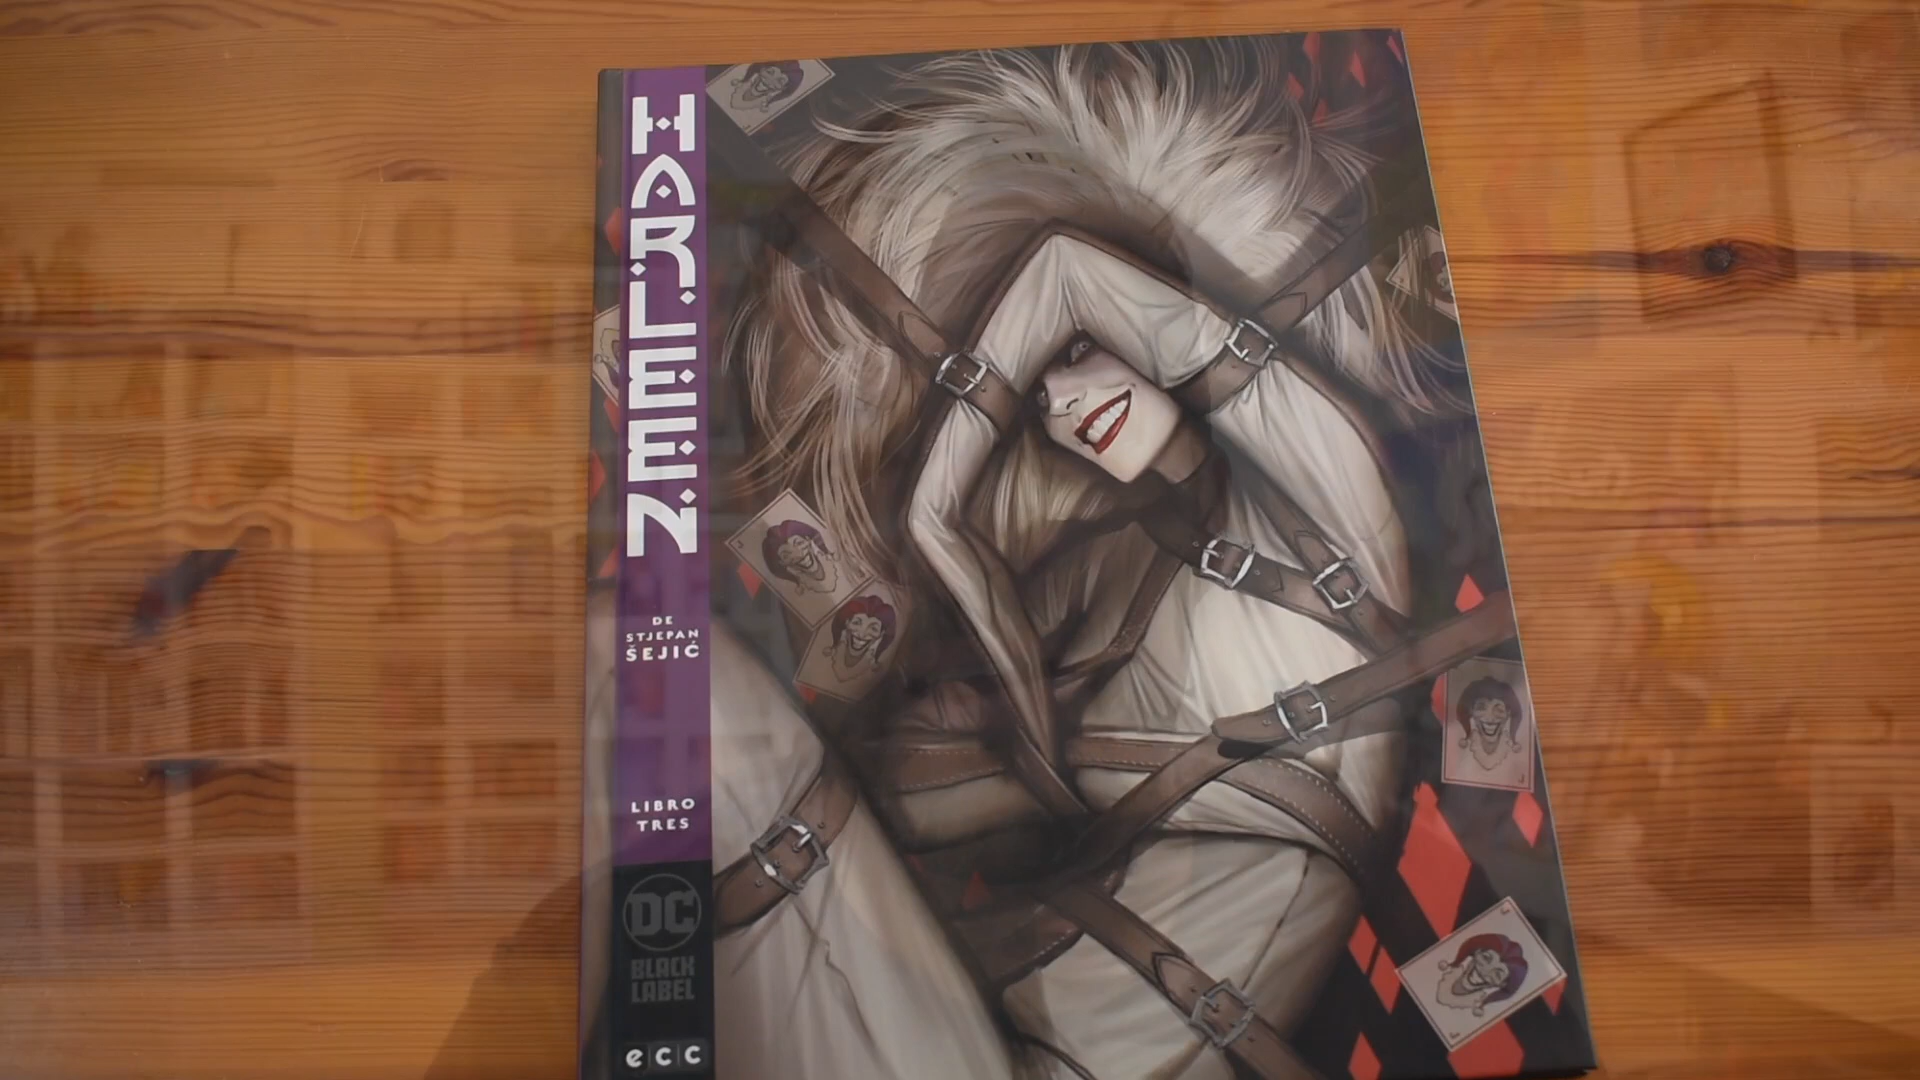 HARLEEN
DE
STJEPAN
ŠEJIĆ
LIBRO
TRES
DC
BLACK
LABEL
ecc